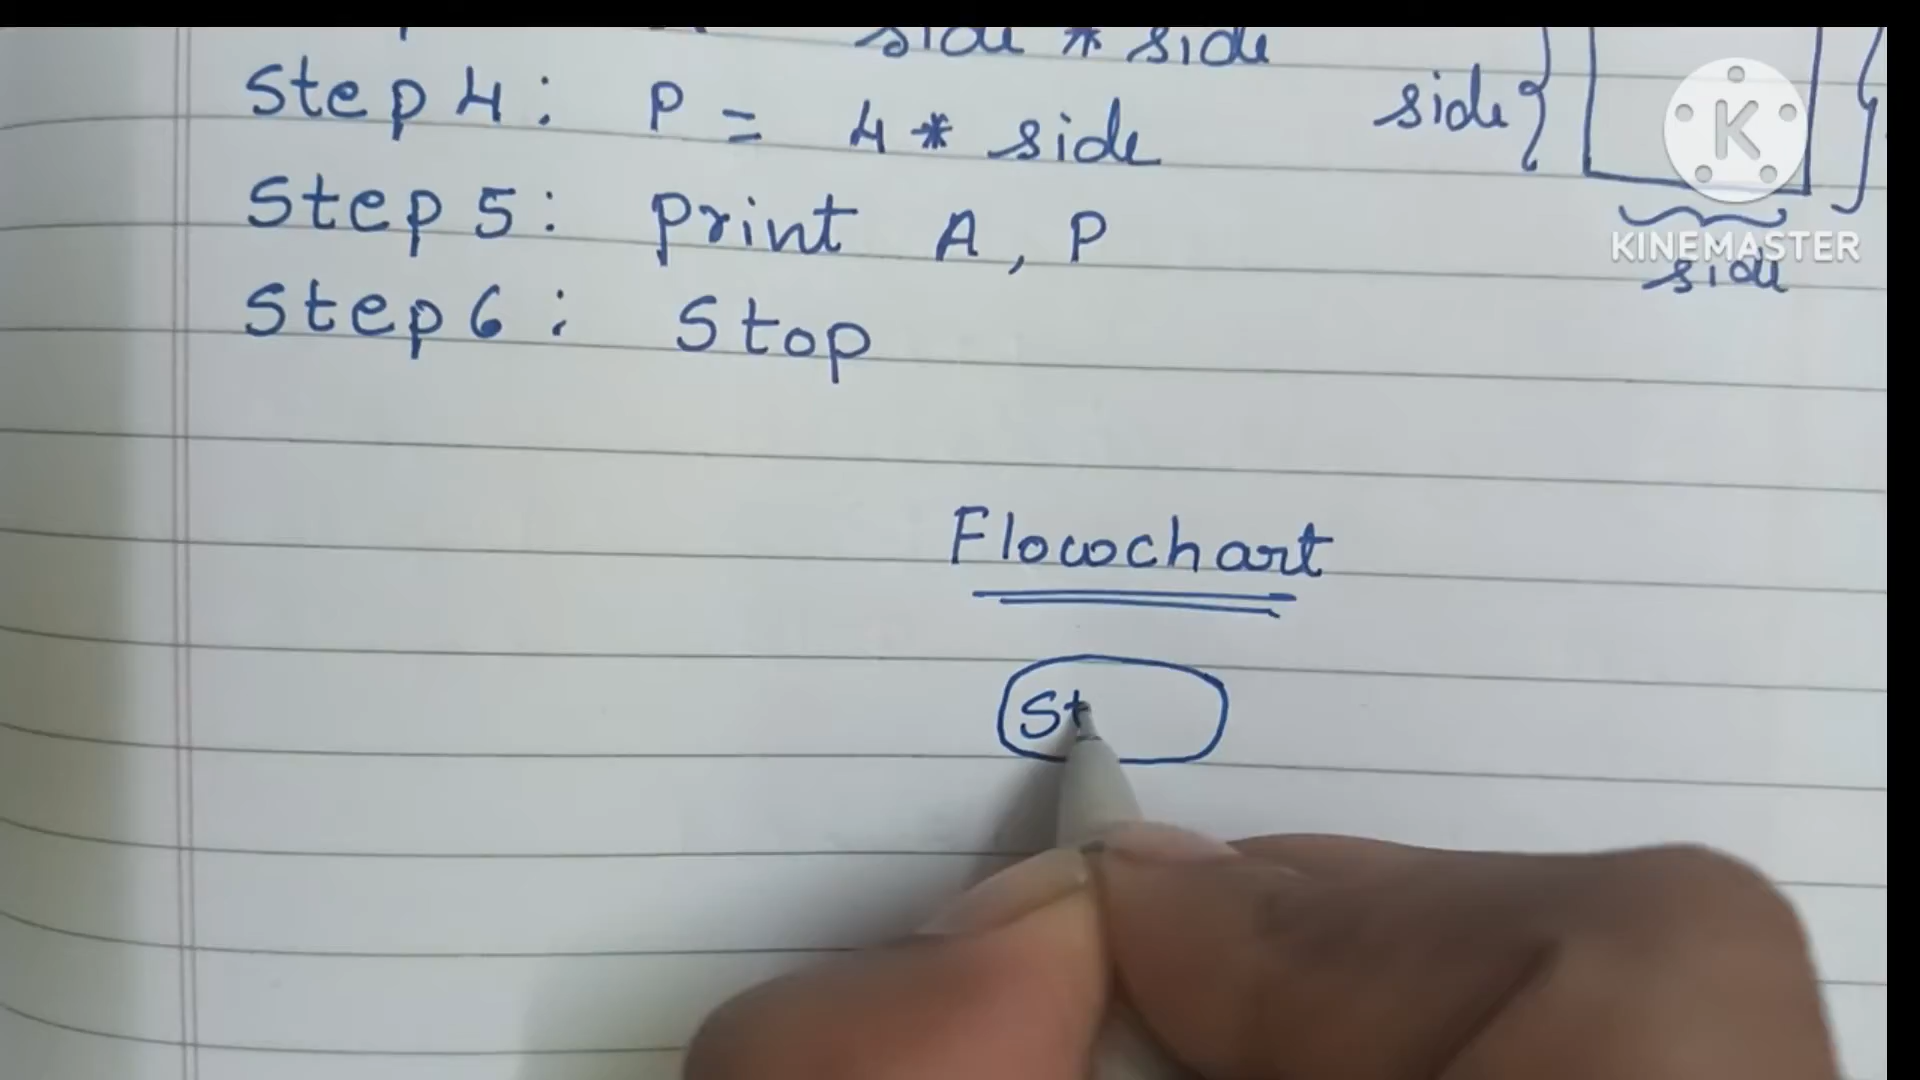 side * side
Step 4: P = 4 * side
side
Step 5: print A, P
KINEMASTER
side
Step 6: Stop
Flowchart
St